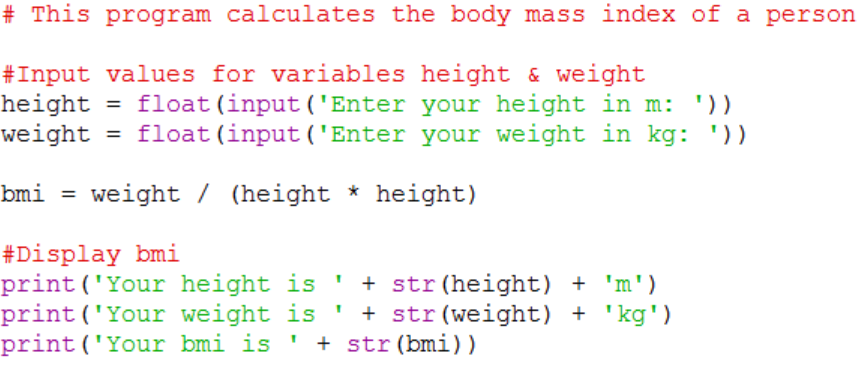 # This program calculates the body mass index of a person
#Input values for variables height & weight
height = float(input('Enter your height in m: '))
weight = float(input('Enter your weight in kg: '))
bmi = weight / (height * height)
#Display bmi
print('Your height is ' + str(height) + 'm')
print('Your weight is ' + str(weight) + 'kg')
print('Your bmi is ' + str(bmi))